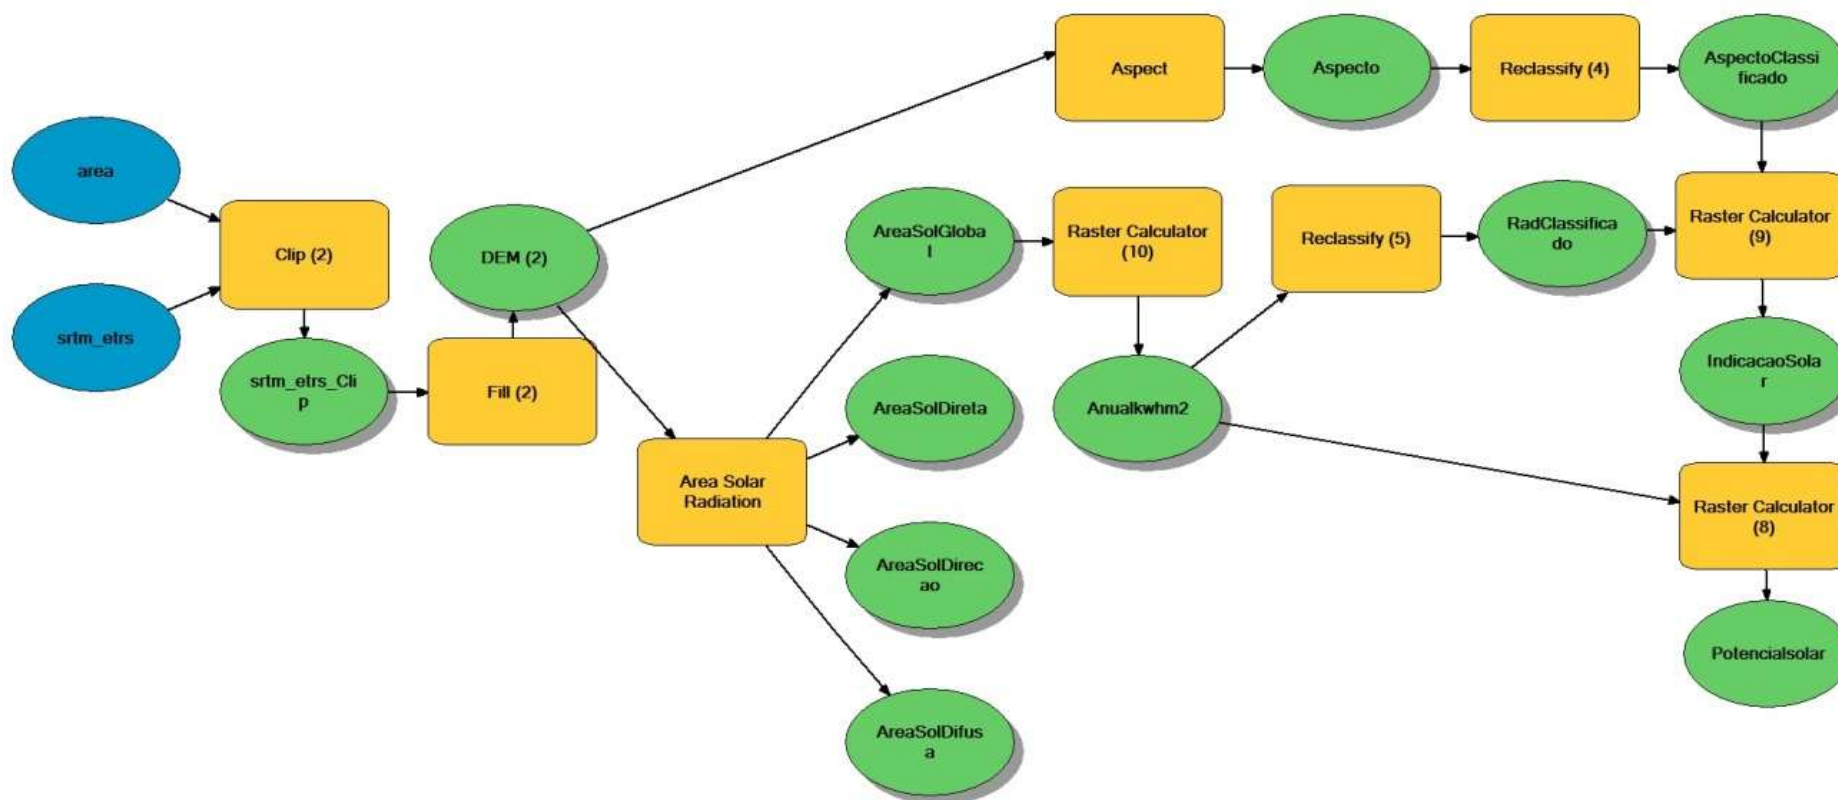 area
srtm_etrs
Clip (2)
srtm_etrs_Cli
p
DEM (2)
Fill (2)
Area Solar
Radiation
AreaSolGloba
l
AreaSolDireta
AreaSolDirec
ao
AreaSolDifus
a
Aspect
Aspecto
Reclassify (4)
AspectoClassi
ficado
Raster Calculator
(10)
Anualkwhm2
Reclassify (5)
RadClassifica
do
Raster Calculator
(9)
IndicacaoSola
r
Raster Calculator
(8)
Potencialsolar